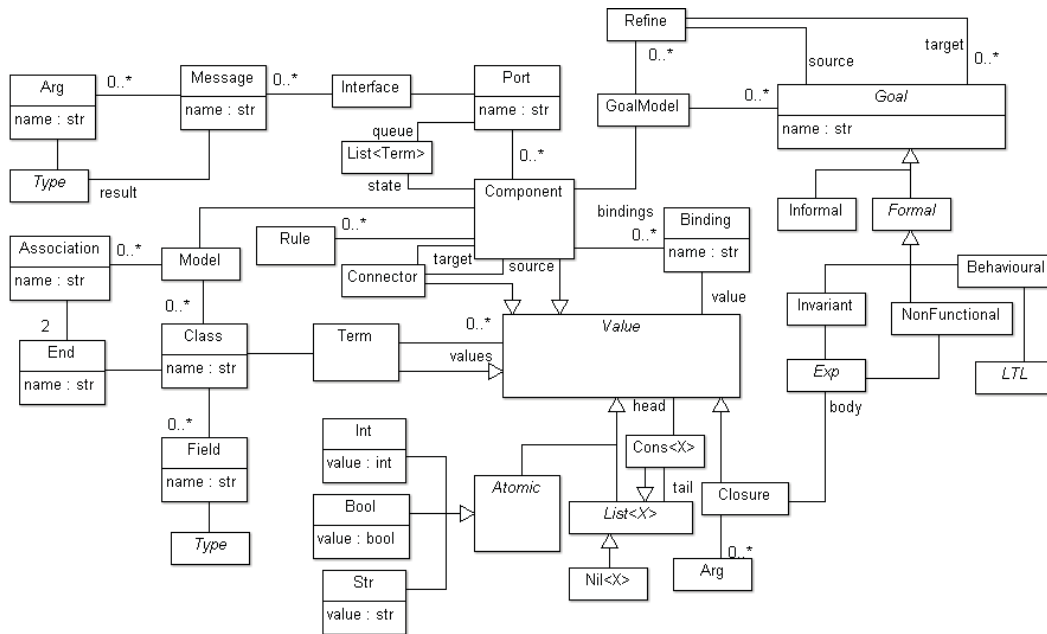 Refine
0..*
source
target
0..*
Arg
name : str
0..*
Message
name : str
0..*
Interface
Port
name : str
GoalModel
0..*
Goal
name : str
queue
List<Term>
state
0..*
Type
result
Component
bindings
0..*
Binding
name : str
value
Informal
Formal
Association
name : str
0..*
Model
Rule
0..*
target
source
Connector
Behavioural
Invariant
NonFunctional
0..*
2
End
name : str
Class
name : str
Term
0..*
values
Value
Exp
LTL
body
0..*
Field
name : str
Type
Int
value : int
Bool
value : bool
Str
value : str
Atomic
head
Cons<X>
tail
List<X>
Nil<X>
Closure
0..*
Arg